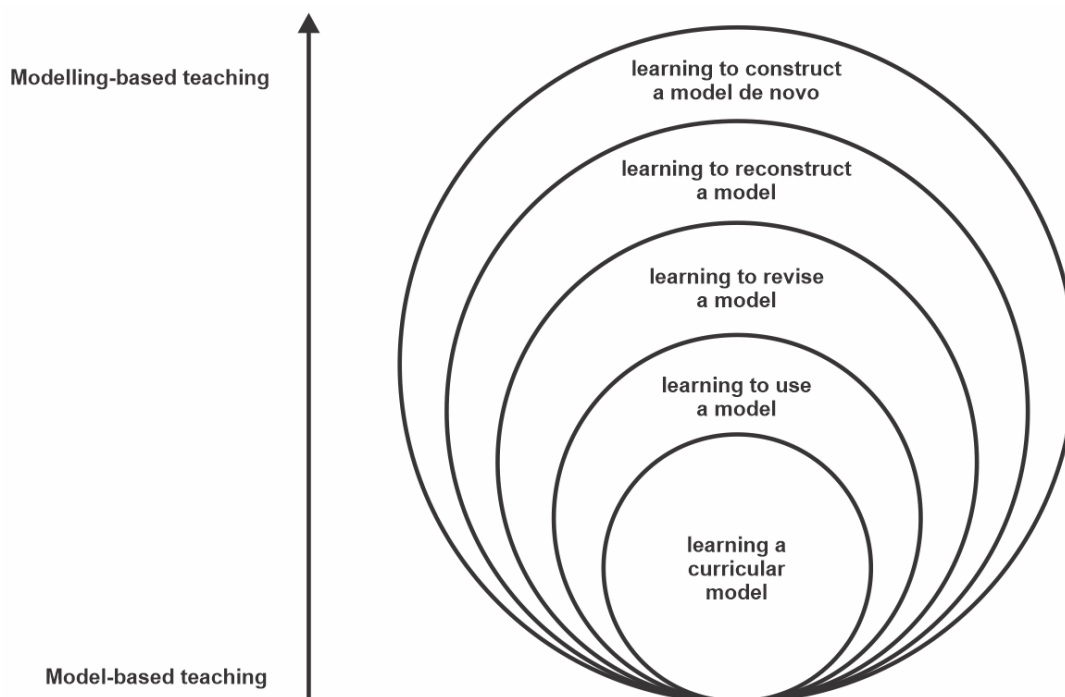 Modelling-based teaching
learning to construct
a model de novo
learning to reconstruct
a model
learning to revise
a model
learning to use
a model
learning a
curricular
model
Model-based teaching